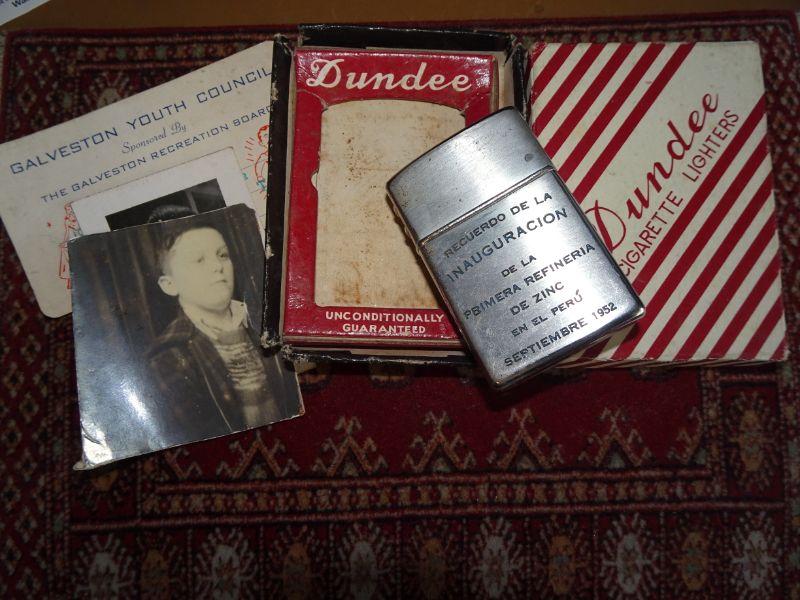 GALVESTON YOUTH COUNCIL
Sponsored By
THE GALVESTON RECREATION BOARD
Dundee
UNCONDITIONALLY
GUARANTEED
RECUERDO DE LA
INAUGURACION
DE LA
PRIMERA REFINERIA
DE ZINC
EN EL PERÚ
SEPTIEMBRE 1952
Dundee
CIGARETTE LIGHTERS